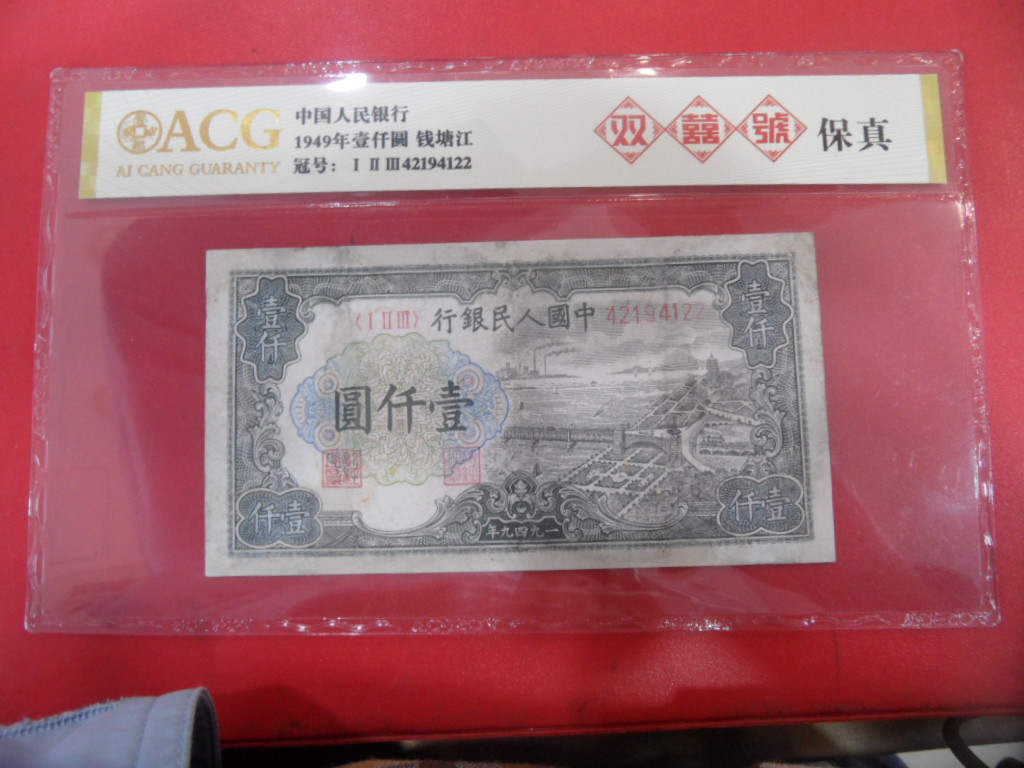 ACG
AI CANG GUARANTY
中国人民银行
1949年壹仟圓 钱塘江
冠号: Ⅰ Ⅱ Ⅲ42194122
双囍號 保真
壹仟
壹仟
〈Ⅰ Ⅱ Ⅲ〉 行銀民人國中 42194122
圓仟壹
仟壹
仟壹
年九四九一